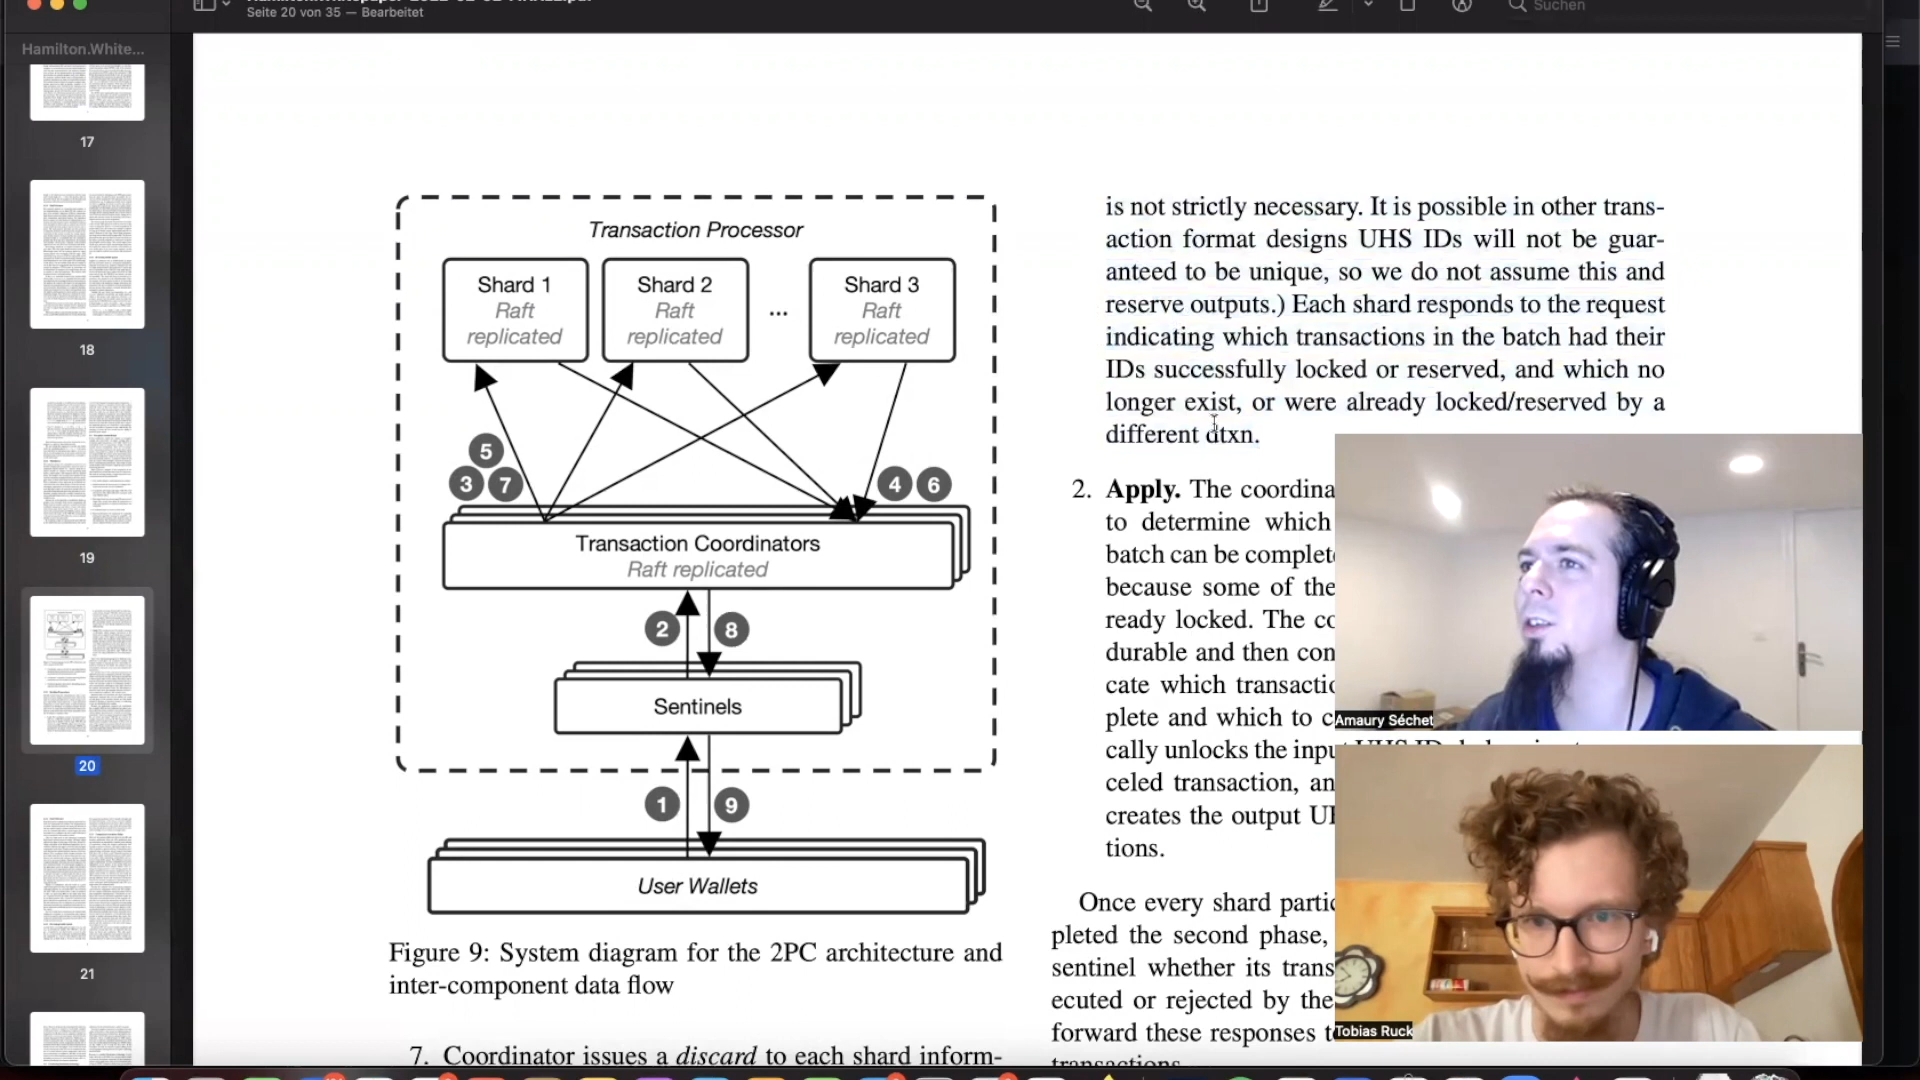 Seite 20 von 35 — Bearbeitet
Suchen
Hamilton.White...
17
18
19
20
21
Transaction Processor
Shard 1
Raft
replicated
Shard 2
Raft
replicated
...
Shard 3
Raft
replicated
5
3 7
4 6
Transaction Coordinators
Raft replicated
2 8
Sentinels
1 9
User Wallets
Figure 9: System diagram for the 2PC architecture and
inter-component data flow
7. Coordinator issues a discard to each shard inform-
is not strictly necessary. It is possible in other trans-
action format designs UHS IDs will not be guar-
anteed to be unique, so we do not assume this and
reserve outputs.) Each shard responds to the request
indicating which transactions in the batch had their
IDs successfully locked or reserved, and which no
longer exist, or were already locked/reserved by a
different dtxn.
2. Apply. The coordina
to determine which
batch can be complet
because some of the
ready locked. The co
durable and then con
cate which transactio
plete and which to c
cally unlocks the inpu
celed transaction, an
creates the output UH
tions.
Once every shard partic
pleted the second phase,
sentinel whether its trans
ecuted or rejected by the
forward these responses t
transactions.
Amaury Séchet
Tobias Ruck